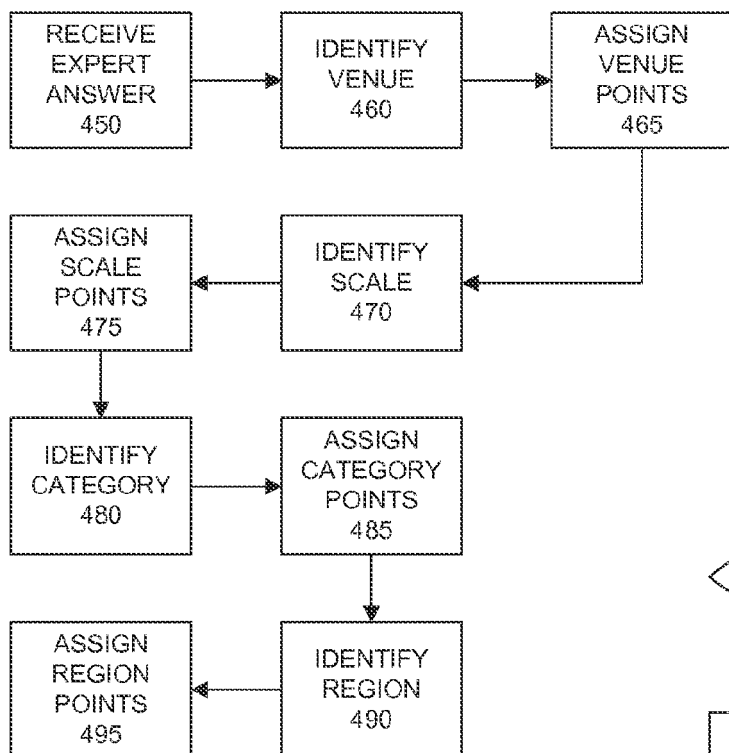 RECEIVE
EXPERT
ANSWER
450
IDENTIFY
VENUE
460
ASSIGN
VENUE
POINTS
465
ASSIGN
SCALE
POINTS
475
IDENTIFY
SCALE
470
IDENTIFY
CATEGORY
480
ASSIGN
CATEGORY
POINTS
485
ASSIGN
REGION
POINTS
495
IDENTIFY
REGION
490